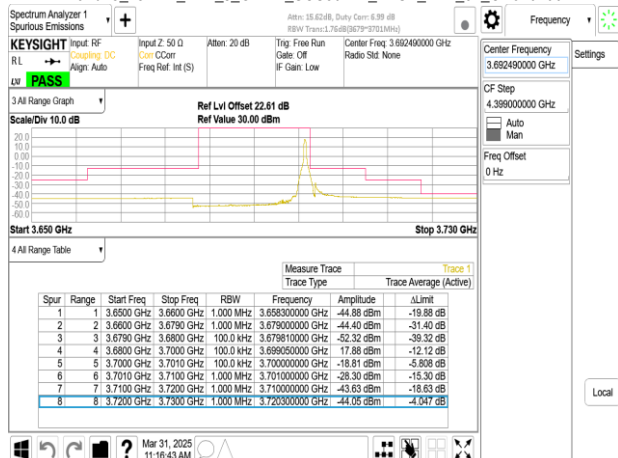 Spectrum Analyzer 1
Spurious Emissions
Attn: 15.62dB, Duty Corr: 6.99 dB
RBW Trans:1.76dB(3679~3701MHz)
Frequency
KEYSIGHT Input: RF Input Z: 50 Ω Atten: 20 dB Trig: Free Run Center Freq: 3.692490000 GHz
RL Coupling: DC Corr CCorr Gate: Off Radio Std: None
Align: Auto Freq Ref: Int (S) IF Gain: Low
LXI PASS
Center Frequency
3.692490000 GHz
Settings
CF Step
4.399000000 GHz
Auto
Man
Freq Offset
0 Hz
3 All Range Graph
Ref Lvl Offset 22.61 dB
Scale/Div 10.0 dB Ref Value 30.00 dBm
20.0
10.0
0.00
-10.0
-20.0
-30.0
-40.0
-50.0
-60.0
Start 3.650 GHz Stop 3.730 GHz
4 All Range Table
Measure Trace Trace 1
Trace Type Trace Average (Active)
Spur Range Start Freq Stop Freq RBW Frequency Amplitude ΔLimit
1 1 3.6500 GHz 3.6600 GHz 1.000 MHz 3.658300000 GHz -44.88 dBm -19.88 dB
2 2 3.6600 GHz 3.6790 GHz 1.000 MHz 3.679000000 GHz -44.40 dBm -31.40 dB
3 3 3.6790 GHz 3.6800 GHz 100.0 kHz 3.679810000 GHz -52.32 dBm -39.32 dB
4 4 3.6800 GHz 3.7000 GHz 100.0 kHz 3.699050000 GHz 17.88 dBm -12.12 dB
5 5 3.7000 GHz 3.7010 GHz 100.0 kHz 3.700000000 GHz -18.81 dBm -5.808 dB
6 6 3.7010 GHz 3.7100 GHz 1.000 MHz 3.701000000 GHz -28.30 dBm -15.30 dB
7 7 3.7100 GHz 3.7200 GHz 1.000 MHz 3.710000000 GHz -43.63 dBm -18.63 dB
8 8 3.7200 GHz 3.7300 GHz 1.000 MHz 3.720300000 GHz -44.05 dBm -4.047 dB
Local
Mar 31, 2025
11:16:43 AM